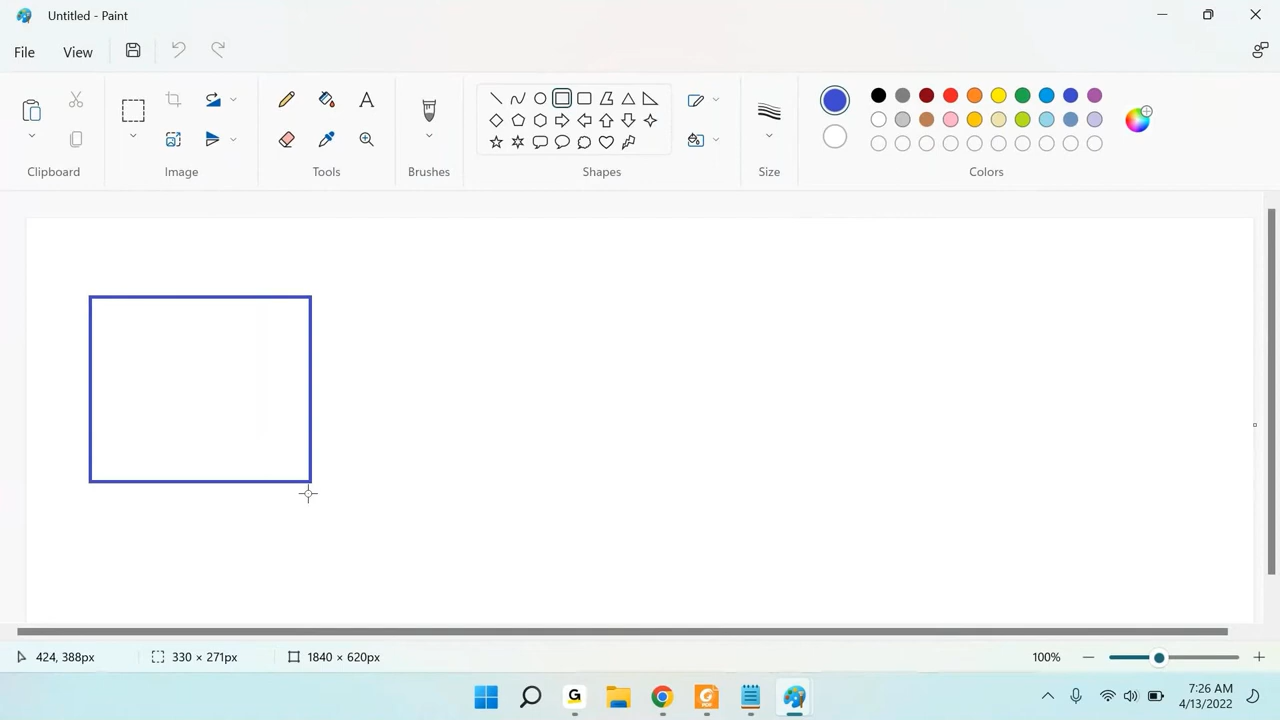 Untitled - Paint
File View
Clipboard Image Tools Brushes Shapes Size Colors
424, 388px 330 × 271px 1840 × 620px 100%
7:26 AM
4/13/2022